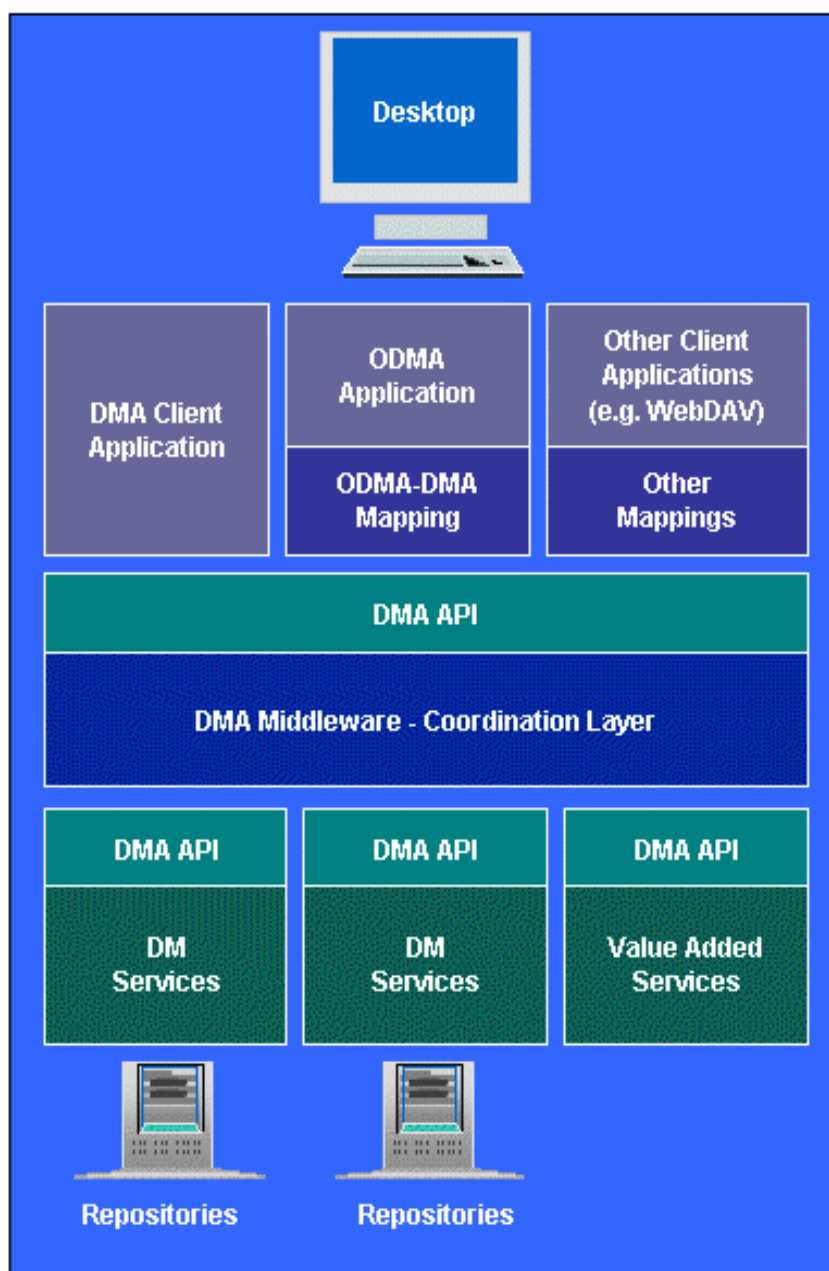 Desktop
DMA Client
Application
ODMA
Application
Other Client
Applications
(e.g. WebDAV)
ODMA-DMA
Mapping
Other
Mappings
DMA API
DMA Middleware - Coordination Layer
DMA API
DMA API
DMA API
DM
Services
DM
Services
Value Added
Services
Repositories
Repositories